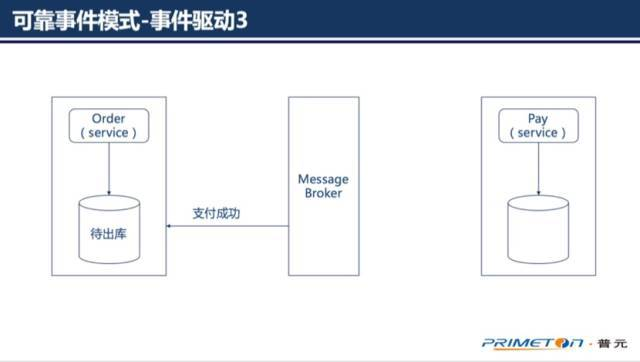 可靠事件模式-事件驱动3
Order
（service）
待出库
支付成功
Message
Broker
Pay
（service）
PRIMETON·普元